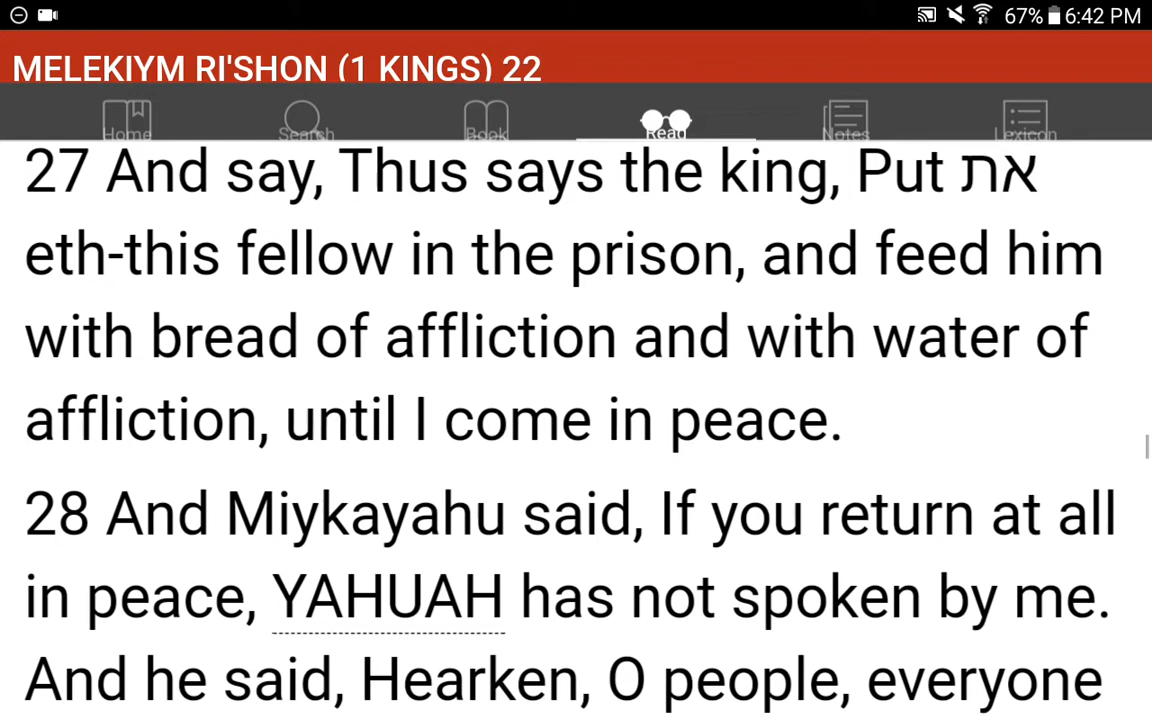 67% 6:42 PM
MELEKIYM RI'SHON (1 KINGS) 22
Home Search Book Read Notes Lexicon
27 And say, Thus says the king, Put את
eth-this fellow in the prison, and feed him
with bread of affliction and with water of
affliction, until I come in peace.
28 And Miykayahu said, If you return at all
in peace, YAHUAH has not spoken by me.
And he said, Hearken, O people, everyone